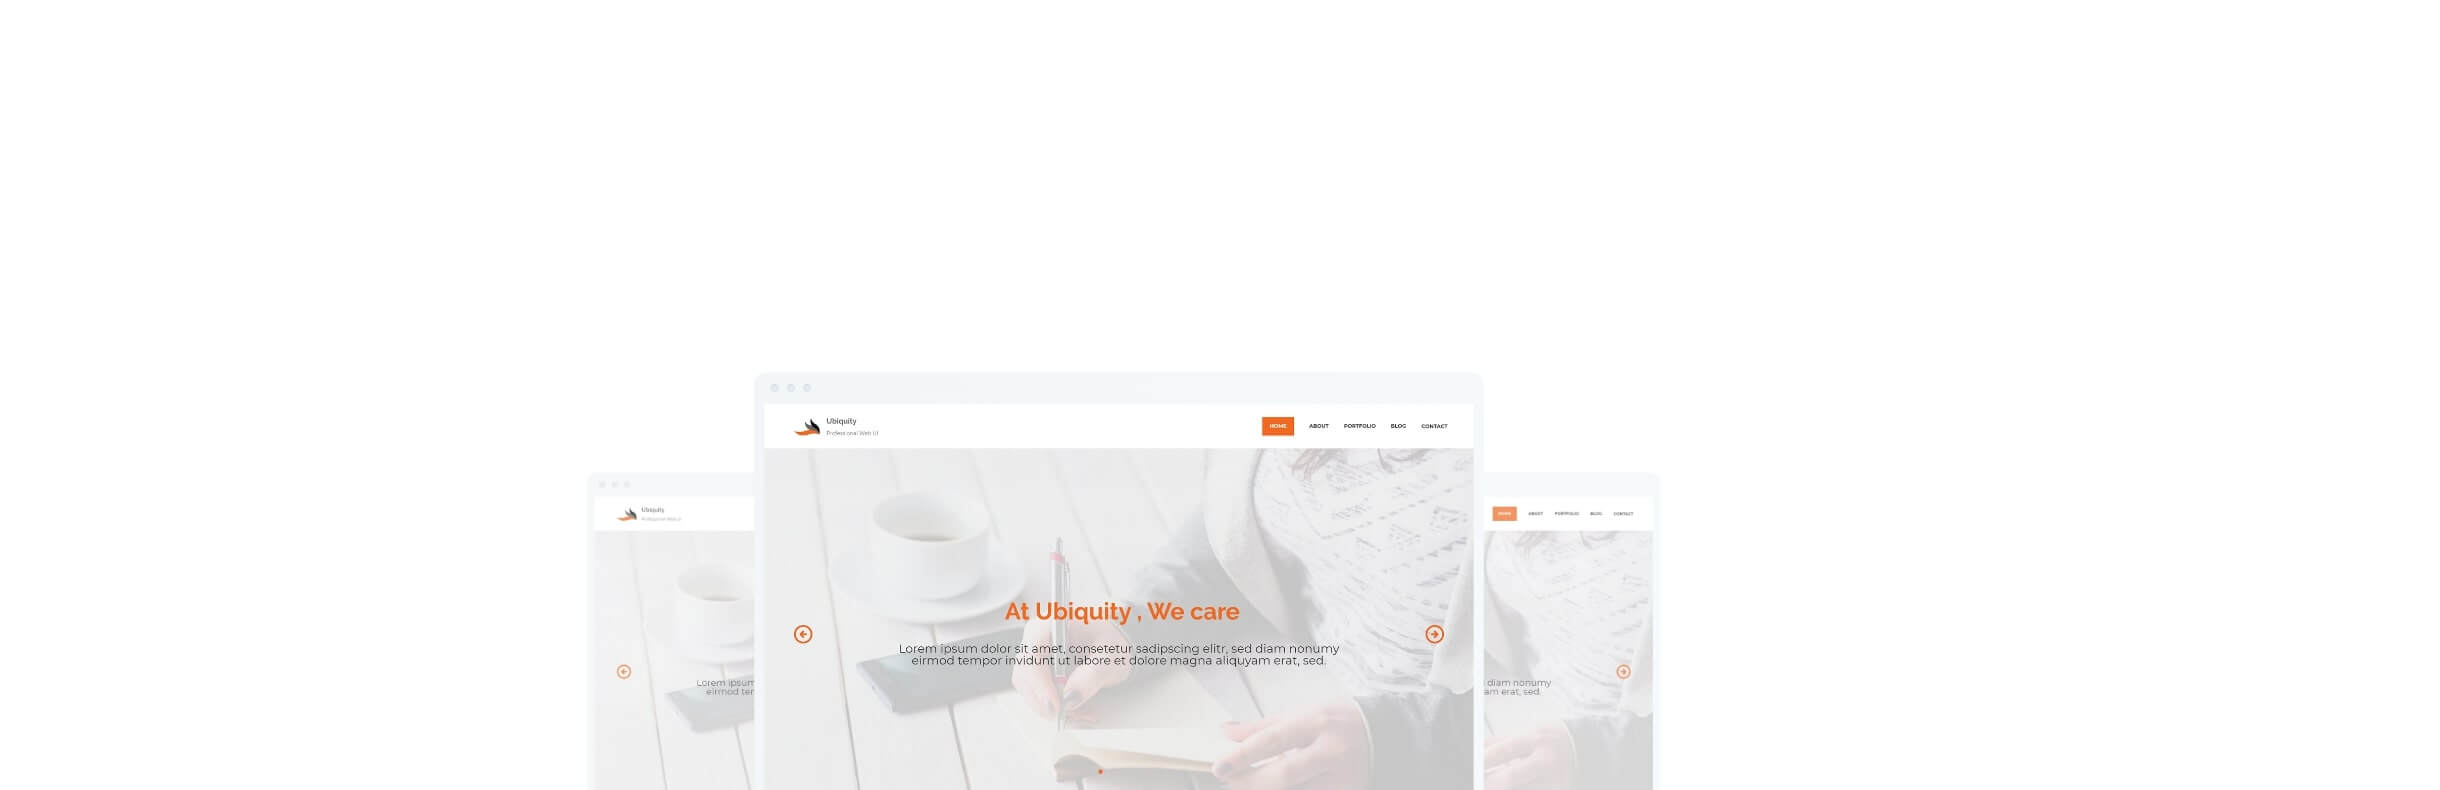 Ubiquity
Professional Web UI
HOME ABOUT PORTFOLIO BLOG CONTACT
At Ubiquity , We care
Lorem ipsum dolor sit amet, consetetur sadipscing elitr, sed diam nonumy
eirmod tempor invidunt ut labore et dolore magna aliquyam erat, sed.
Ubiquity
Professional Web UI
Lorem ipsum
eirmod ter
HOME ABOUT PORTFOLIO BLOG CONTACT
diam nonumy
am erat, sed.